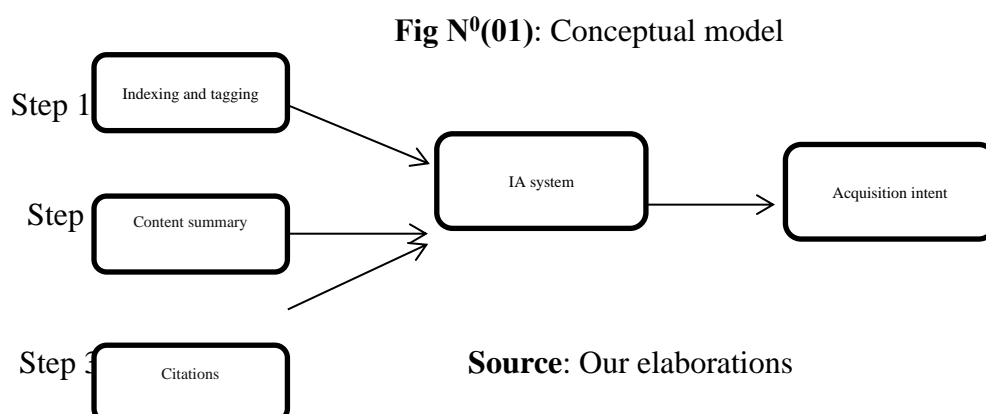 Fig N⁰(01): Conceptual model
Step 1
Indexing and tagging
IA system
Acquisition intent
Step
Content summary
Step 3
Citations
Source: Our elaborations